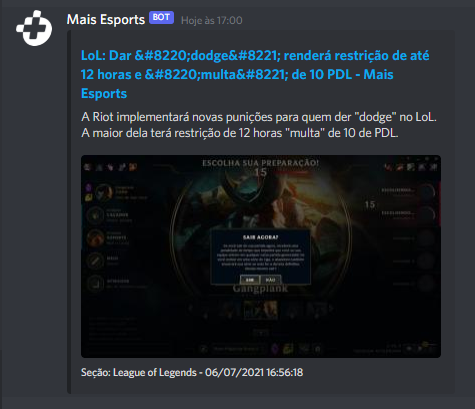 Mais Esports BOT Hoje às 17:00
LoL: Dar &#8220;dodge&#8221; renderá restrição de até
12 horas e &#8220;multa&#8221; de 10 PDL - Mais
Esports
A Riot implementará novas punições para quem der "dodge" no LoL.
A maior dela terá restrição de 12 horas "multa" de 10 de PDL.
ESCOLHA SUA PREPARAÇÃO!
15
15
SAIR AGORA?
SAIR NÃO
Gangplank
Seção: League of Legends - 06/07/2021 16:56:18